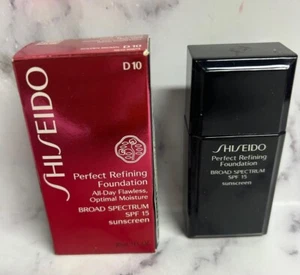 D 10
SHISEIDO
Perfect Refining
Foundation
All-Day Flawless,
Optimal Moisture
BROAD SPECTRUM
SPF 15
sunscreen
SHISEIDO
Perfect Refining
Foundation
BROAD SPECTRUM
SPF 15
sunscreen